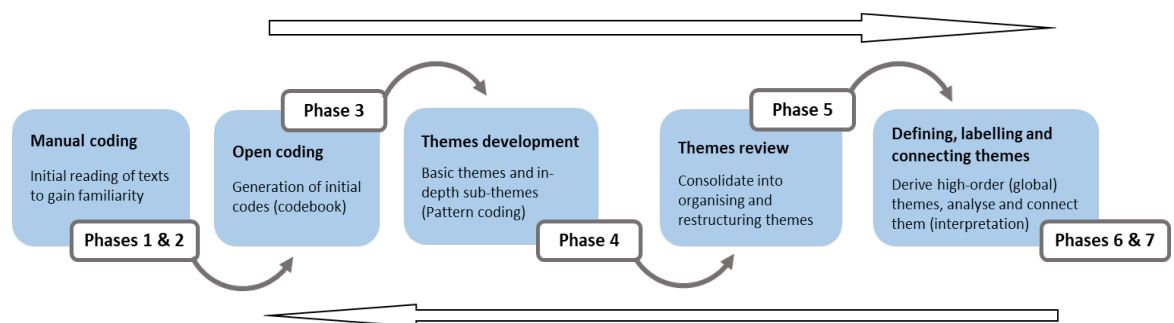 Manual coding
Initial reading of texts
to gain familiarity
Phases 1 & 2
Phase 3
Open coding
Generation of initial
codes (codebook)
Themes development
Basic themes and in-
depth sub-themes
(Pattern coding)
Phase 4
Themes review
Consolidate into
organising and
restructuring themes
Phase 5
Defining, labelling and
connecting themes
Derive high-order (global)
themes, analyse and connect
them (interpretation)
Phases 6 & 7